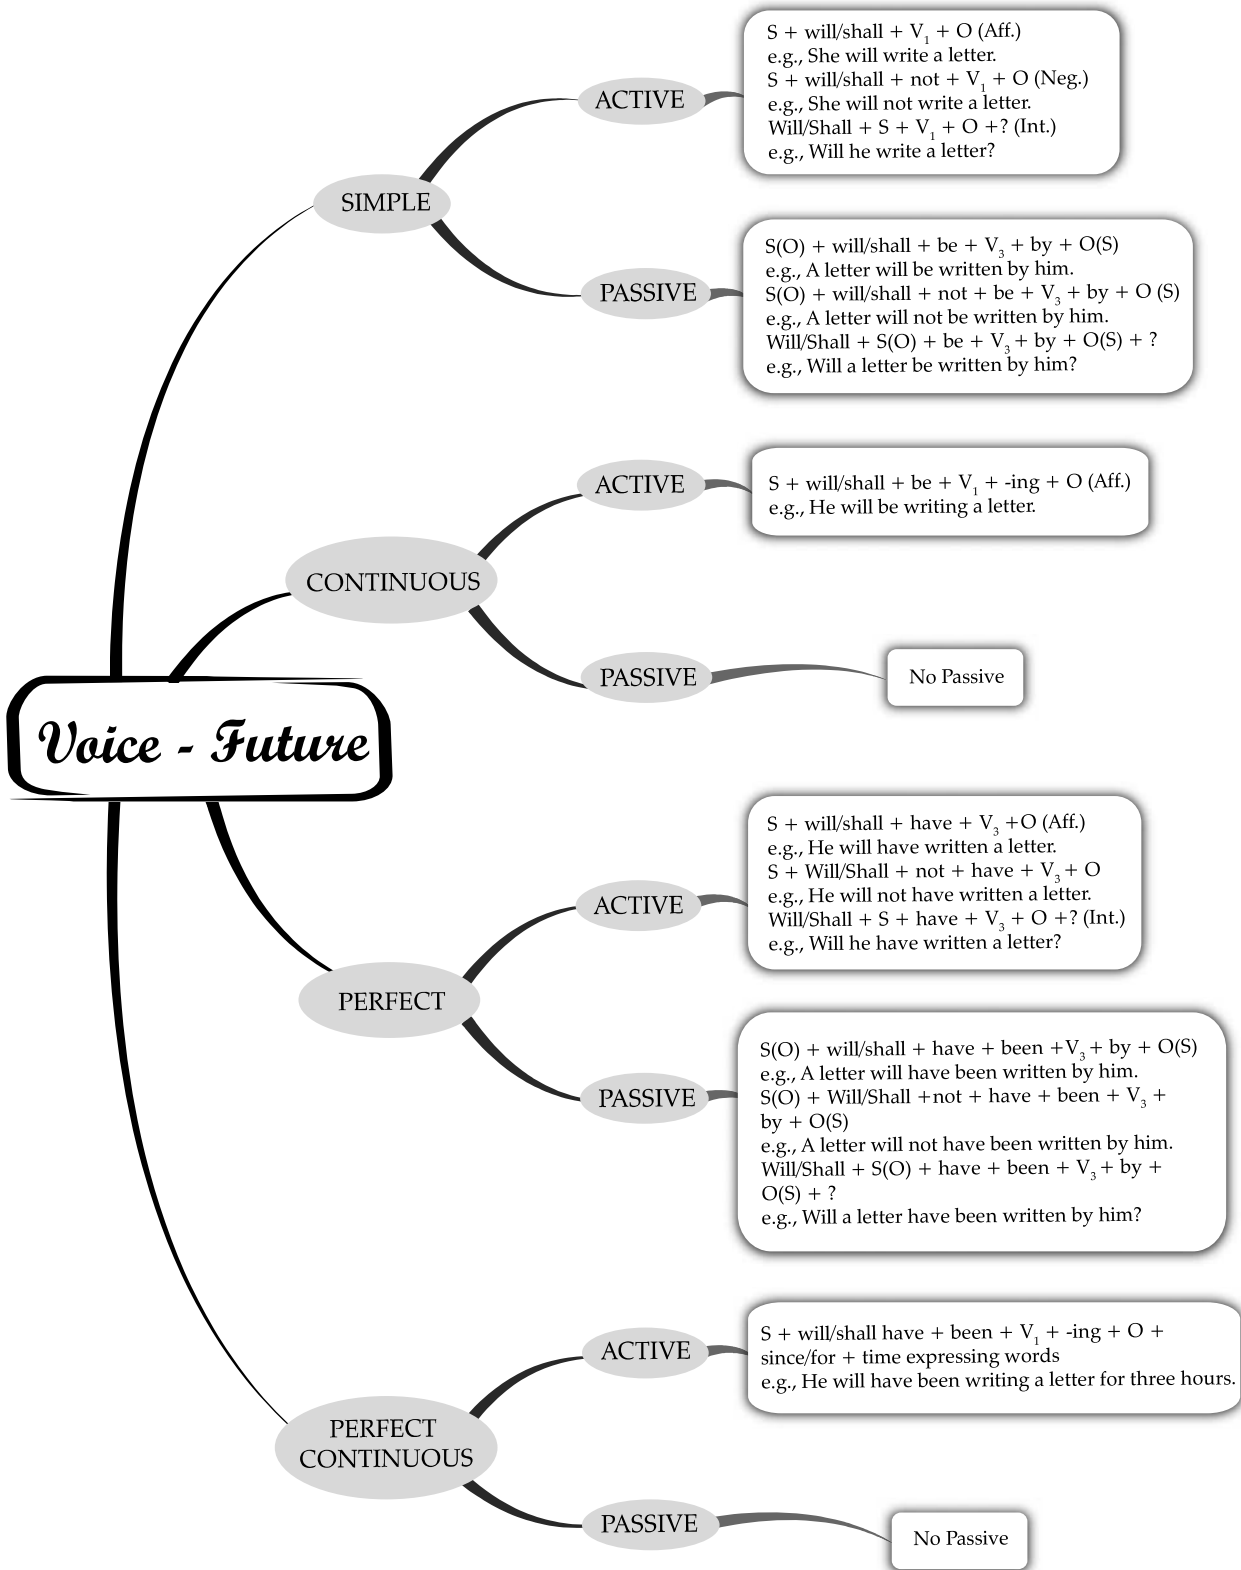 Voice - Future
SIMPLE
ACTIVE
S + will/shall + V₁ + O (Aff.)
e.g., She will write a letter.
S + will/shall + not + V₁ + O (Neg.)
e.g., She will not write a letter.
Will/Shall + S + V₁ + O +? (Int.)
e.g., Will he write a letter?
PASSIVE
S(O) + will/shall + be + V₃ + by + O(S)
e.g., A letter will be written by him.
S(O) + will/shall + not + be + V₃ + by + O (S)
e.g., A letter will not be written by him.
Will/Shall + S(O) + be + V₃ + by + O(S) + ?
e.g., Will a letter be written by him?
CONTINUOUS
ACTIVE
S + will/shall + be + V₁ + -ing + O (Aff.)
e.g., He will be writing a letter.
PASSIVE
No Passive
PERFECT
ACTIVE
S + will/shall + have + V₃ +O (Aff.)
e.g., He will have written a letter.
S + Will/Shall + not + have + V₃ + O
e.g., He will not have written a letter.
Will/Shall + S + have + V₃ + O +? (Int.)
e.g., Will he have written a letter?
PASSIVE
S(O) + will/shall + have + been +V₃ + by + O(S)
e.g., A letter will have been written by him.
S(O) + Will/Shall +not + have + been + V₃ +
by + O(S)
e.g., A letter will not have been written by him.
Will/Shall + S(O) + have + been + V₃ + by +
O(S) + ?
e.g., Will a letter have been written by him?
PERFECT
CONTINUOUS
ACTIVE
S + will/shall have + been + V₁ + -ing + O +
since/for + time expressing words
e.g., He will have been writing a letter for three hours.
PASSIVE
No Passive